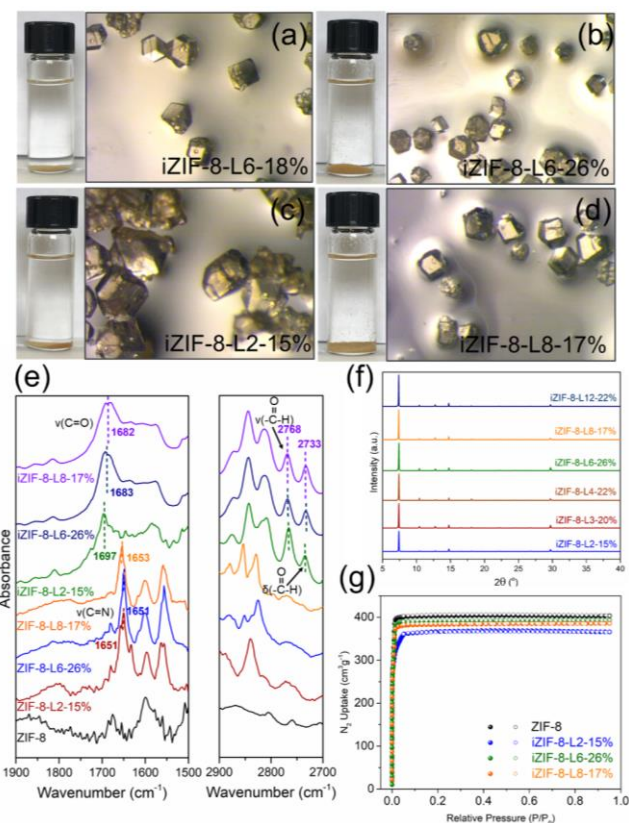 (a)
iZIF-8-L6-18%
(b)
iZIF-8-L6-26%
(c)
iZIF-8-L2-15%
(d)
iZIF-8-L8-17%
(e)
ν(C=O)
1682
iZIF-8-L8-17%
1683
iZIF-8-L6-26%
1697
iZIF-8-L2-15%
1653
ZIF-8-L8-17%
ν(C=N)
1651
ZIF-8-L6-26%
1651
ZIF-8-L2-15%
ZIF-8
Absorbance
1900 1800 1700 1600 1500
Wavenumber (cm⁻¹)
O
ν(-C-H)
2768
2733
O
δ(-C-H)
2900 2800 2700
Wavenumber (cm⁻¹)
(f)
Intensity (a.u.)
iZIF-8-L12-22%
iZIF-8-L8-17%
iZIF-8-L6-26%
iZIF-8-L4-22%
iZIF-8-L3-20%
iZIF-8-L2-15%
5 10 15 20 25 30 35 40
2Θ (°)
(g)
N₂ Uptake (cm³g⁻¹)
400
300
200
100
0
ZIF-8
iZIF-8-L2-15%
iZIF-8-L6-26%
iZIF-8-L8-17%
0.0 0.2 0.4 0.6 0.8 1.0
Relative Pressure (P/P₀)